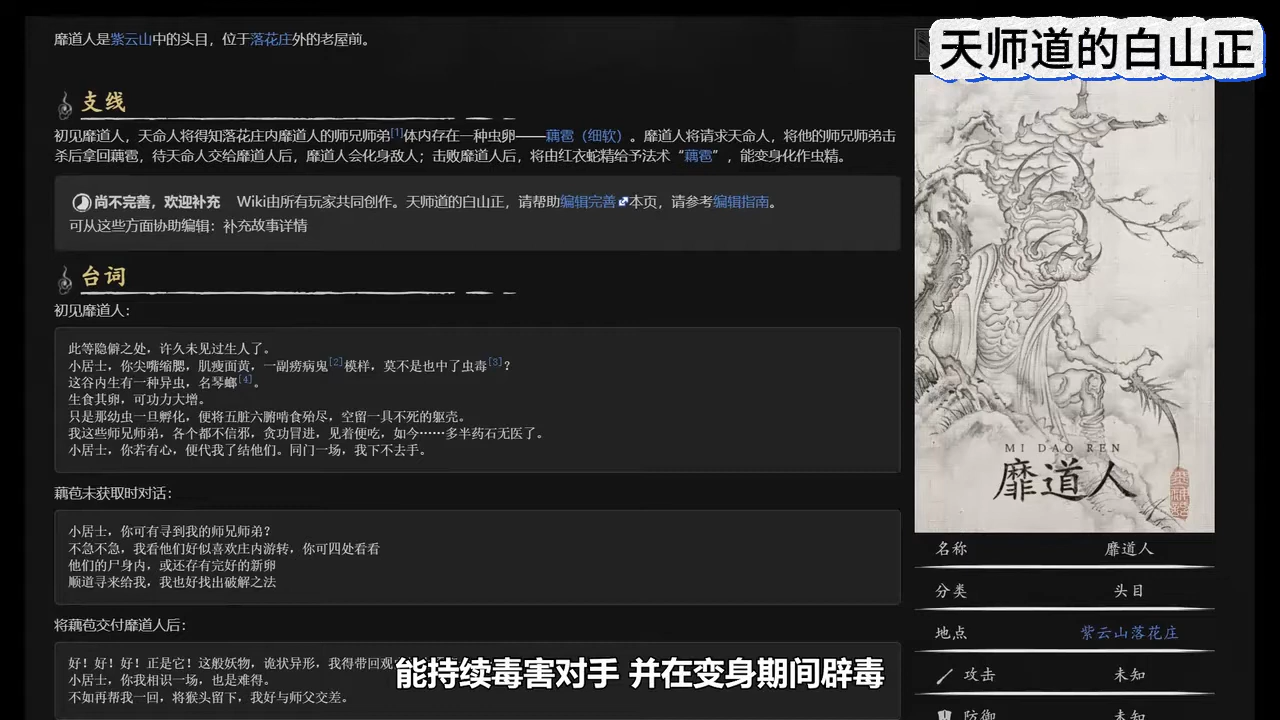 天师道的白山正
靡道人是紫云山中的头目，位于落花庄外的老屋前。
支线
初见靡道人，天命人将得知落花庄内靡道人的师兄师弟[1]体内存在一种虫卵——藕雹（细软）。靡道人将请求天命人，将他的师兄师弟击
杀后拿回藕雹，待天命人交给靡道人后，靡道人会化身敌人；击败靡道人后，将由红衣蛇精给予法术“藕雹”，能变身化作虫精。
尚不完善，欢迎补充 Wiki由所有玩家共同创作。天师道的白山正，请帮助编辑完善本页，请参考编辑指南。
可从这些方面协助编辑：补充故事详情
台词
初见靡道人：
此等隐僻之处，许久未见过生人了。
小居士，你尖嘴缩腮，肌瘦面黄，一副痨病鬼[2]模样，莫不是也中了虫毒[3]？
这谷内生有一种异虫，名琴螂[4]。
生食其卵，可功力大增。
只是那幼虫一旦孵化，便将五脏六腑啃食殆尽，空留一具不死的躯壳。
我这些师兄师弟，各个都不信邪，贪功冒进，见着便吃，如今······多半药石无医了。
小居士，你若有心，便代我了结他们。同门一场，我下不去手。
藕苞未获取时对话：
小居士，你可有寻到我的师兄师弟？
不急不急，我看他们好似喜欢庄内游转，你可四处看看
他们的尸身内，或还存有完好的新卵
顺道寻来给我，我也好找出破解之法
将藕苞交付靡道人后：
好！好！好！正是它！这般妖物，诡状异形，我得带回观
小居士，你我相识一场，也是难得。
不如再帮我一回，将猴头留下，我好与师父交差。
MI DAO REN
靡道人
名称 靡道人
分类 头目
地点 紫云山落花庄
攻击 未知
防御 未知
能持续毒害对手 并在变身期间辟毒